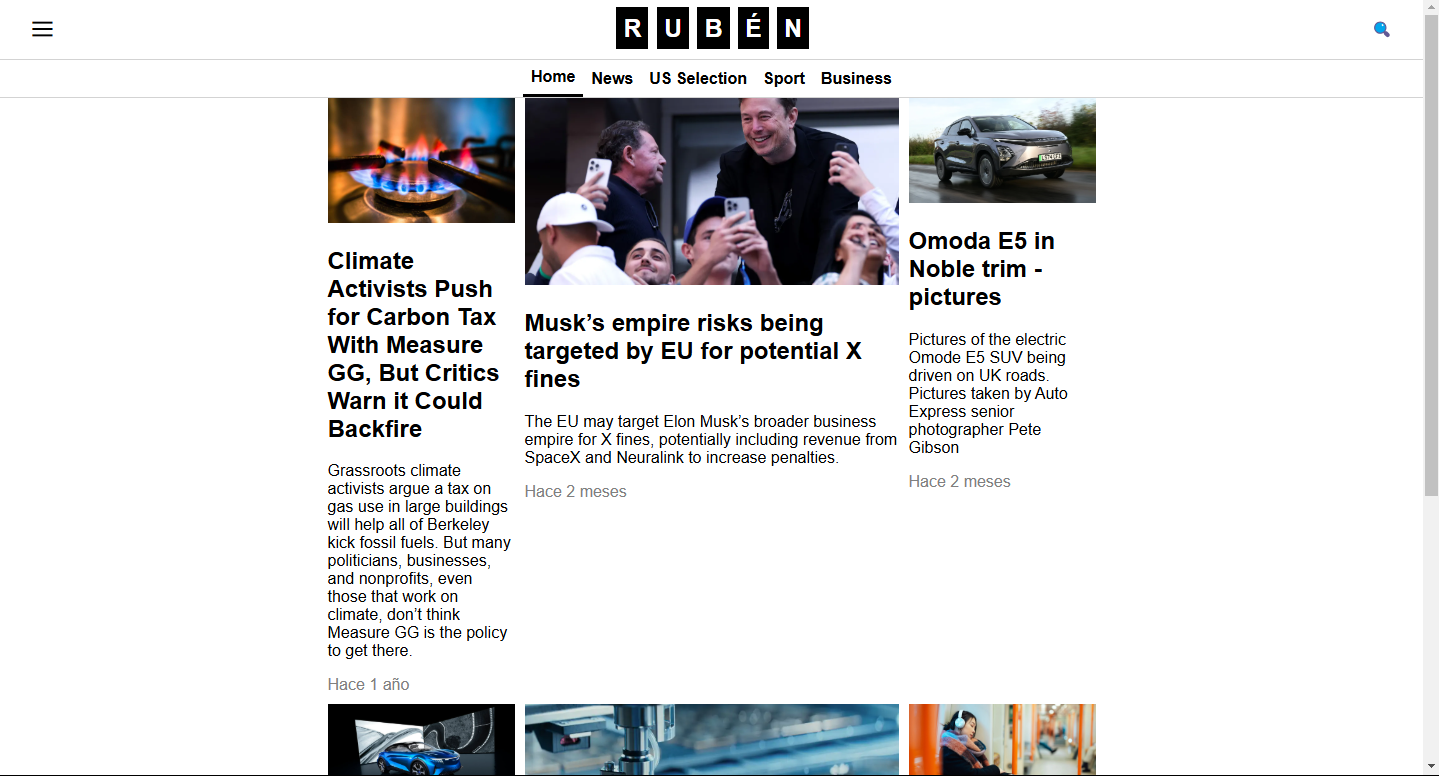 RUBÉN
Home News US Selection Sport Business
Climate
Activists Push
for Carbon Tax
With Measure
GG, But Critics
Warn it Could
Backfire
Grassroots climate
activists argue a tax on
gas use in large buildings
will help all of Berkeley
kick fossil fuels. But many
politicians, businesses,
and nonprofits, even
those that work on
climate, don’t think
Measure GG is the policy
to get there.
Hace 1 año
Musk’s empire risks being
targeted by EU for potential X
fines
The EU may target Elon Musk’s broader business
empire for X fines, potentially including revenue from
SpaceX and Neuralink to increase penalties.
Hace 2 meses
Omoda E5 in
Noble trim -
pictures
Pictures of the electric
Omode E5 SUV being
driven on UK roads.
Pictures taken by Auto
Express senior
photographer Pete
Gibson
Hace 2 meses